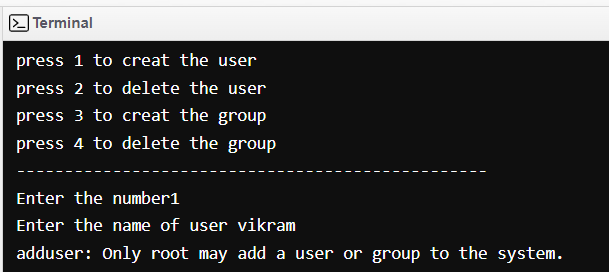 Terminal
press 1 to creat the user
press 2 to delete the user
press 3 to creat the group
press 4 to delete the group
------------------------------------------------
Enter the number1
Enter the name of user vikram
adduser: Only root may add a user or group to the system.